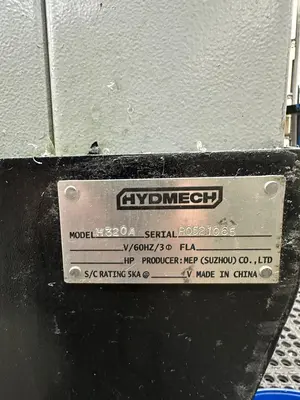 HYDMECH
MODEL H320A SERIAL
V/60HZ/3Φ FLA
HP PRODUCER: MEP (SUZHOU) CO., LTD
S/C RATING 5KA@ V MADE IN CHINA